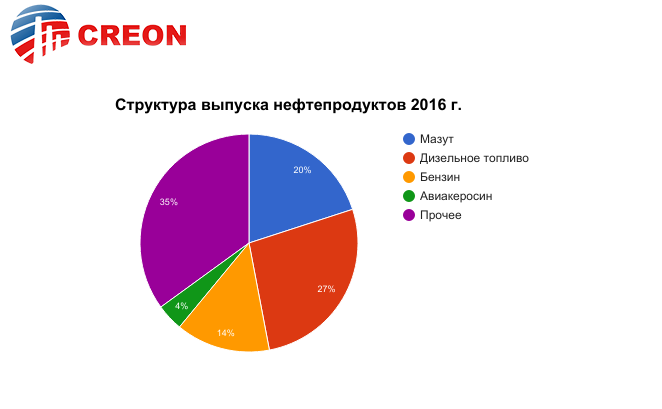 CREON
Структура выпуска нефтепродуктов 2016 г.
Мазут
Дизельное топливо
Бензин
Авиакеросин
Прочее
20%
27%
14%
4%
35%